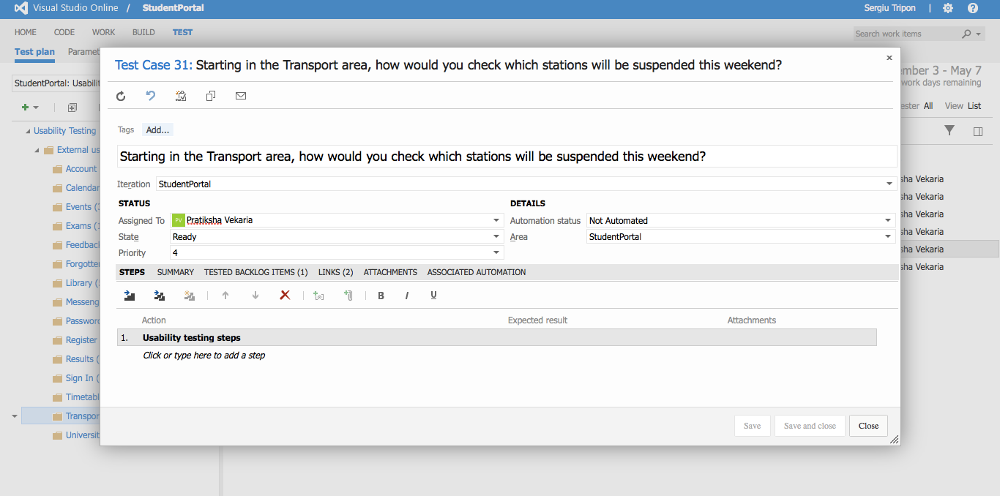 Visual Studio Online / StudentPortal
Sergiu Tripon |
HOME CODE WORK BUILD TEST
Search work items
Test plan Paramet
StudentPortal: Usabilit
ember 3 - May 7
work days remaining
ester All View List
Usability Testing
External us
Account
Calendar
Events (
Exams (
Feedbac
Forgotte
Library (
Messeng
Password
Register
Results (
Sign In (
Timetabl
Transpor
Universit
Test Case 31: Starting in the Transport area, how would you check which stations will be suspended this weekend?
Tags Add...
Starting in the Transport area, how would you check which stations will be suspended this weekend?
Iteration StudentPortal
STATUS
Assigned To PV Pratiksha Vekaria
State Ready
Priority 4
DETAILS
Automation status Not Automated
Area StudentPortal
STEPS SUMMARY TESTED BACKLOG ITEMS (1) LINKS (2) ATTACHMENTS ASSOCIATED AUTOMATION
B I U
Action Expected result Attachments
1. Usability testing steps
Click or type here to add a step
Save Save and close Close
sha Vekaria
sha Vekaria
sha Vekaria
sha Vekaria
sha Vekaria
sha Vekaria